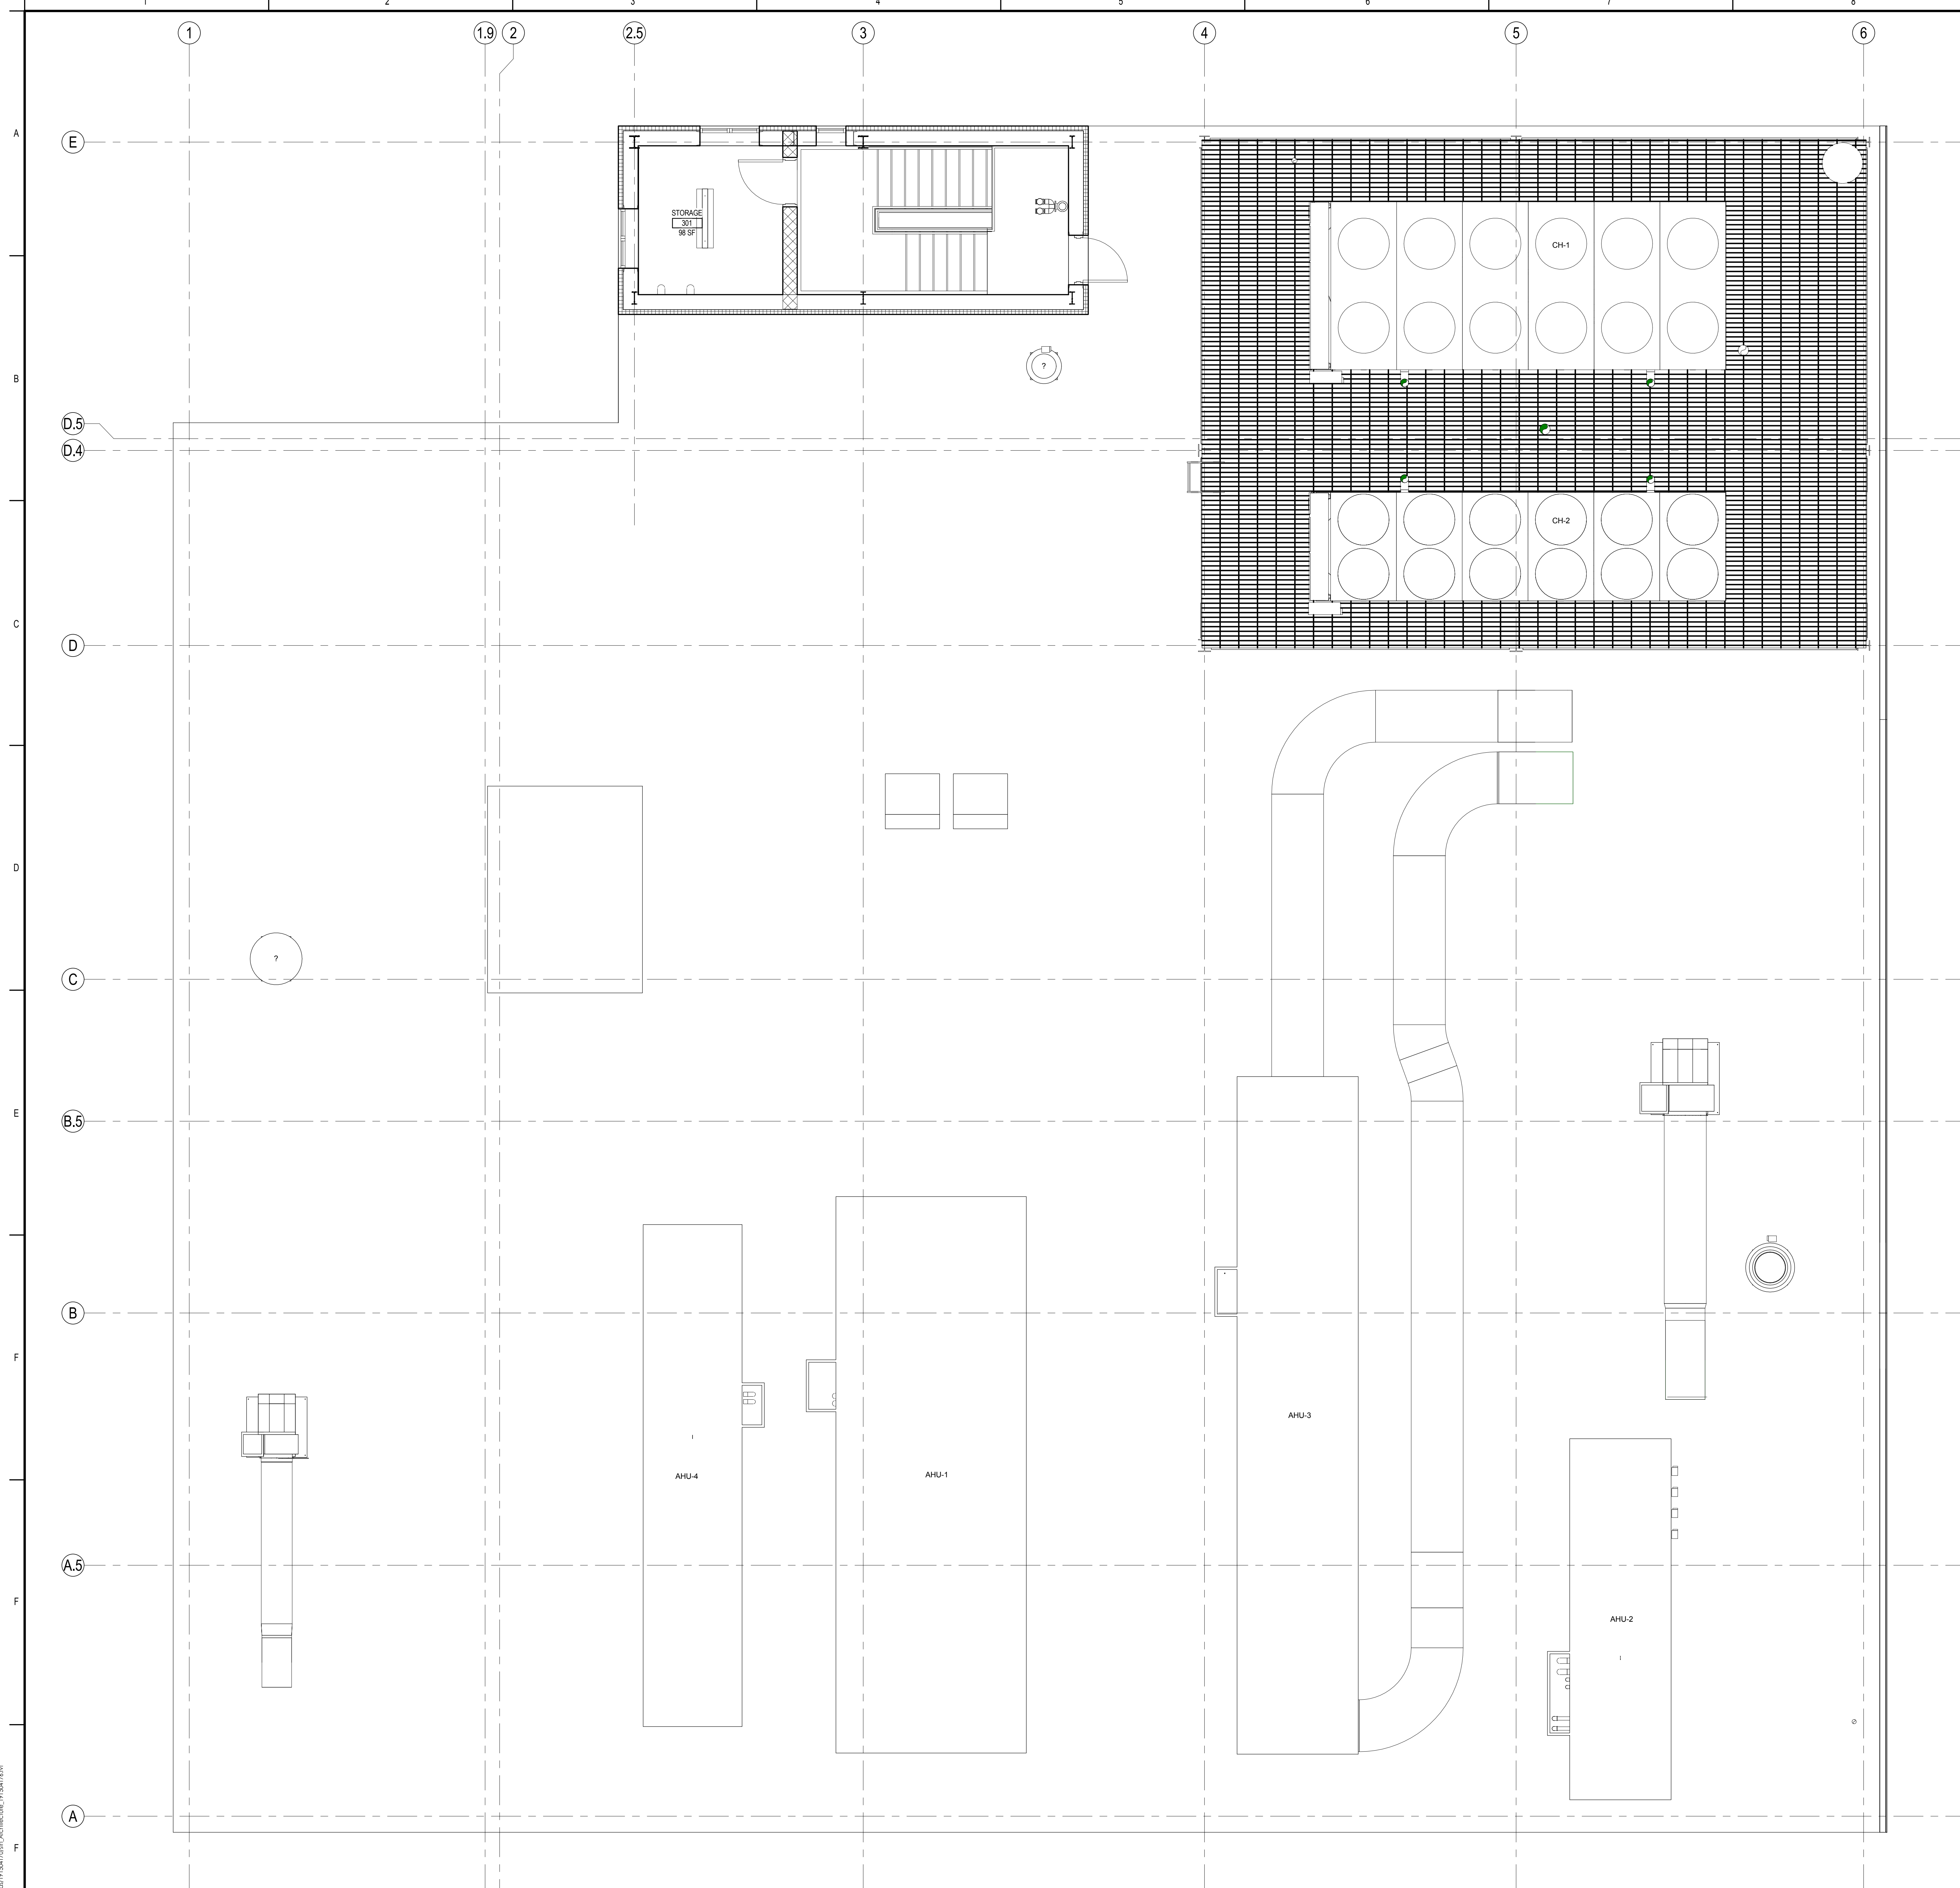 1 2 3 4 5 6 7 8
1 1.9 2 2.5 3 4 5 6
A
E
STORAGE
301
98 SF
CH-1
?
B
D.5
D.4
CH-2
C
D
D
?
C
E
B.5
B
F
AHU-3
AHU-4
AHU-1
A.5
F
AHU-2
A
F